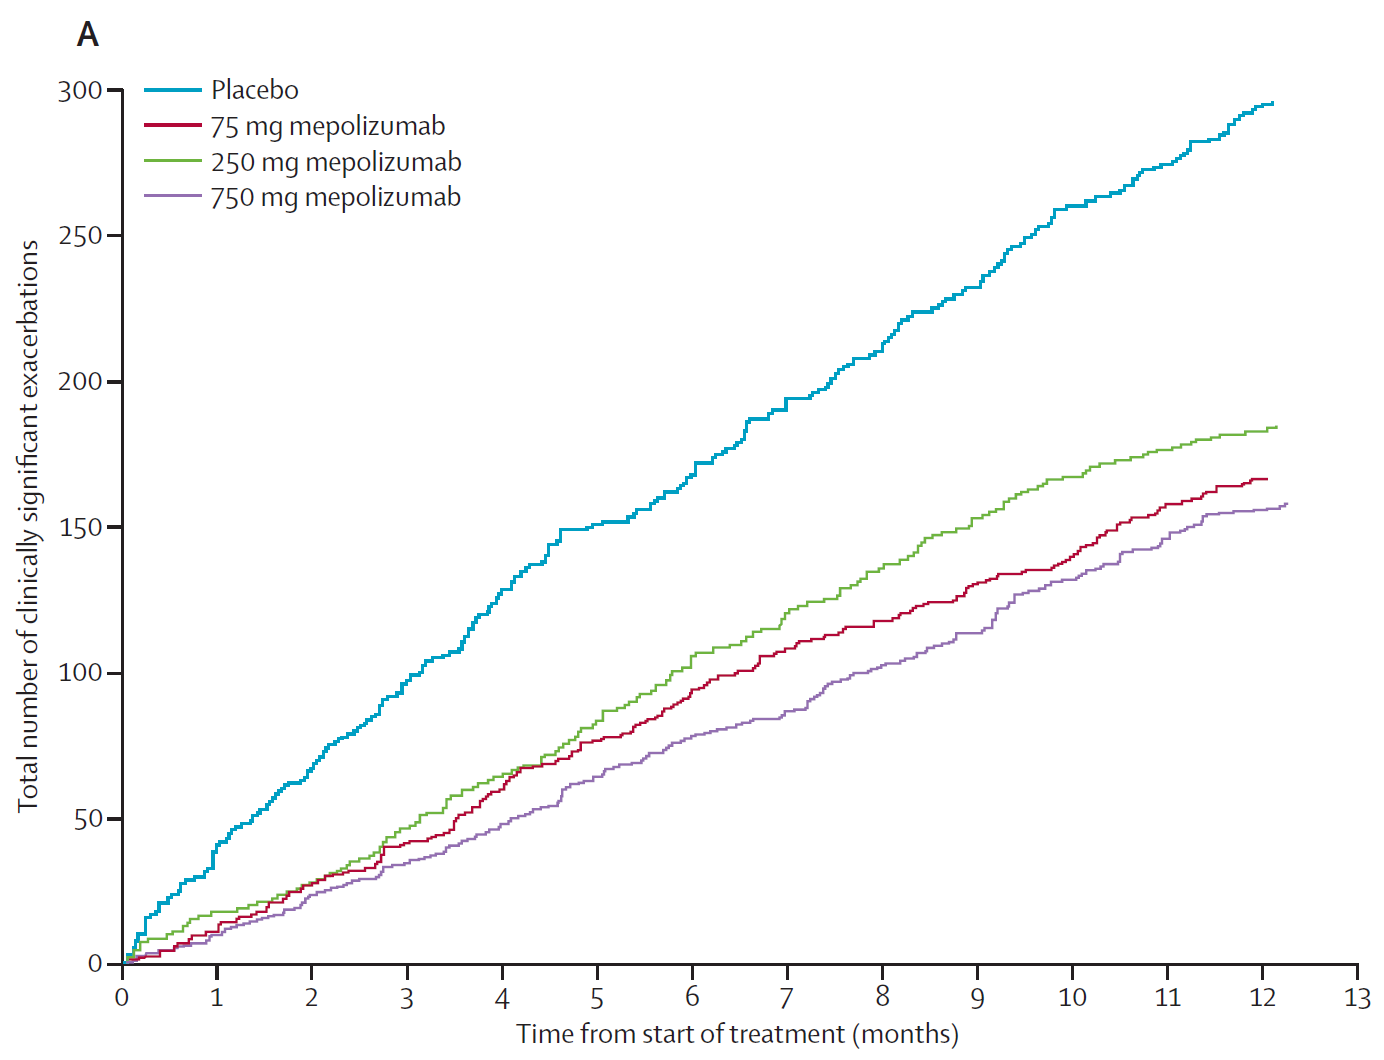 A
300
250
200
150
100
50
0
Placebo
75 mg mepolizumab
250 mg mepolizumab
750 mg mepolizumab
Total number of clinically significant exacerbations
0 1 2 3 4 5 6 7 8 9 10 11 12 13
Time from start of treatment (months)